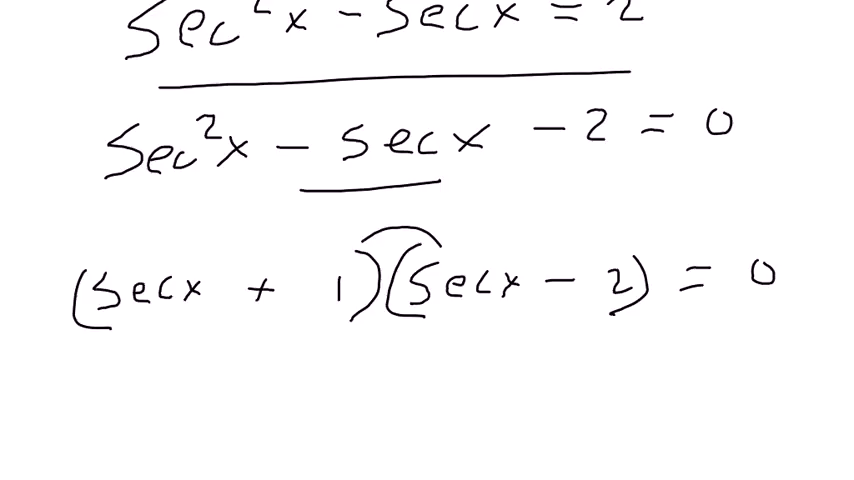 sec²x - secx = 2
sec²x - secx - 2 = 0
(secx + 1)(secx - 2) = 0